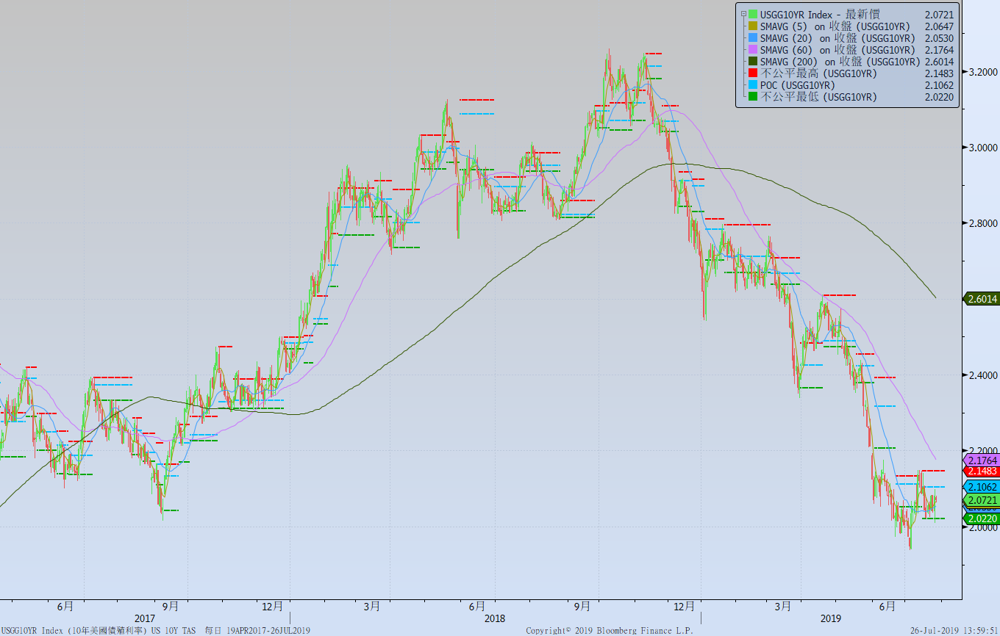 USGG10YR Index - 最新價 2.0721
SMAVG (5) on 收盤 (USGG10YR) 2.0647
SMAVG (20) on 收盤 (USGG10YR) 2.0530
SMAVG (60) on 收盤 (USGG10YR) 2.1764
SMAVG (200) on 收盤 (USGG10YR) 2.6014
不公平最高 (USGG10YR) 2.1483
POC (USGG10YR) 2.1062
不公平最低 (USGG10YR) 2.0220
3.2000
3.0000
2.8000
2.6014
2.4000
2.2000
2.1764
2.1483
2.1062
2.0721
2.0220
2.0000
6月 9月 12月 3月 6月 9月 12月 3月 6月
2017 2018 2019
USGG10YR Index (10年美國債殖利率) US 10Y TAS 每日 19APR2017-26JUL2019 Copyright© 2019 Bloomberg Finance L.P. 26-Jul-2019 13:59:51